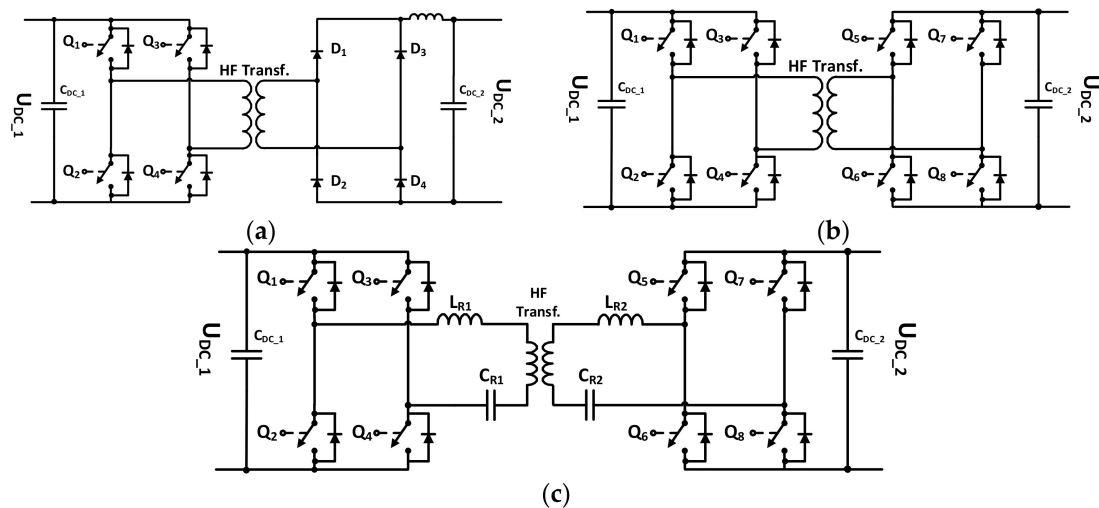 Q1
Q3
D1
D3
HF Transf.
UDC_1
CDC_1
CDC_2
UDC_2
Q2
Q4
D2
D4
(a)
Q1
Q3
Q5
Q7
HF Transf.
UDC_1
CDC_1
CDC_2
UDC_2
Q2
Q4
Q6
Q8
(b)
Q1
Q3
LR1
HF
Transf.
LR2
Q5
Q7
UDC_1
CDC_1
CR1
CR2
CDC_2
UDC_2
Q2
Q4
Q6
Q8
(c)